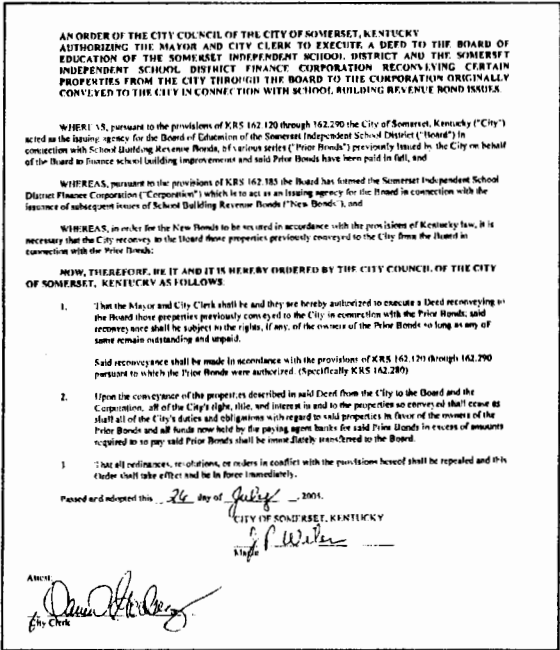 AN ORDER OF THE CITY COUNCIL OF THE CITY OF SOMERSET, KENTUCKY
AUTHORIZING THE MAYOR AND CITY CLERK TO EXECUTE A DEED TO THE BOARD OF
EDUCATION OF THE SOMERSET INDEPENDENT SCHOOL DISTRICT AND THE SOMERSET
INDEPENDENT SCHOOL DISTRICT FINANCE CORPORATION RECONVEYING CERTAIN
PROPERTIES FROM THE CITY THROUGH THE BOARD TO THE CORPORATION ORIGINALLY
CONVEYED TO THE CITY IN CONNECTION WITH SCHOOL BUILDING REVENUE BOND ISSUES.
WHEREAS, pursuant to the provisions of KRS 162.120 through 162.290 the City of Somerset, Kentucky ("City")
acted as the issuing agency for the Board of Education of the Somerset Independent School District ("Board") in
connection with School Building Revenue Bonds, of various series ("Prior Bonds") previously issued by the City on behalf
of the Board to finance school building improvements and said Prior Bonds have been paid in full, and
WHEREAS, pursuant to the provisions of KRS 162.385 the Board has formed the Somerset Independent School
District Finance Corporation ("Corporation") which is to act as an issuing agency for the Board in connection with the
issuance of subsequent issues of School Building Revenue Bonds ("New Bonds"), and
WHEREAS, in order for the New Bonds to be secured in accordance with the provisions of Kentucky law, it is
necessary that the City reconvey to the Board those properties previously conveyed to the City from the Board in
connection with the Prior Bonds;
NOW, THEREFORE, BE IT AND IT IS HEREBY ORDERED BY THE CITY COUNCIL OF THE CITY
OF SOMERSET, KENTUCKY AS FOLLOWS:
1. That the Mayor and City Clerk shall be and they are hereby authorized to execute a Deed reconveying to
the Board those properties previously conveyed to the City in connection with the Prior Bonds; said
reconveyance shall be subject to the rights, if any, of the owners of the Prior Bonds so long as any of
same remain outstanding and unpaid.
Said reconveyance shall be made in accordance with the provisions of KRS 162.120 through 162.290
pursuant to which the Prior Bonds were authorized. (Specifically KRS 162.280)
2. Upon the conveyance of the properties described in said Deed from the City to the Board and the
Corporation, all of the City's right, title, and interest in and to the properties so conveyed shall cease as
shall all of the City's duties and obligations with regard to said properties in favor of the owners of the
Prior Bonds and all funds now held by the paying agent banks for said Prior Bonds in excess of amounts
required to so pay said Prior Bonds shall be immediately transferred to the Board.
3 That all ordinances, resolutions, or orders in conflict with the provisions hereof shall be repealed and this
Order shall take effect and be in force immediately.
Passed and adopted this 26 day of July
CITY OF SOMERSET, KENTUCKY
Mayor
Attest:
City Clerk